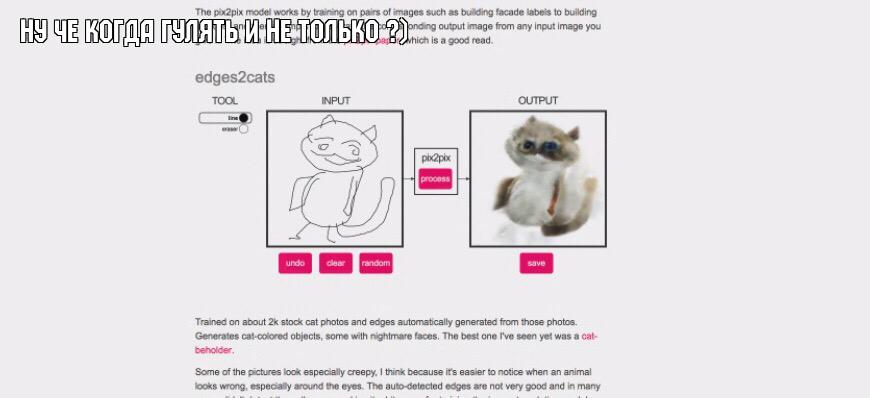 The pix2pix model works by training on pairs of images such as building facade labels to building
НУ ЧЕ КОГДА ГУЛЯТЬ И НЕ ТОЛЬКО ?)
onding output image from any input image you
which is a good read.
edges2cats
TOOL
INPUT
OUTPUT
line
eraser
pix2pix
process
undo
clear
random
save
Trained on about 2k stock cat photos and edges automatically generated from those photos.
Generates cat-colored objects, some with nightmare faces. The best one I've seen yet was a cat-
beholder.
Some of the pictures look especially creepy, I think because it's easier to notice when an animal
looks wrong, especially around the eyes. The auto-detected edges are not very good and in many